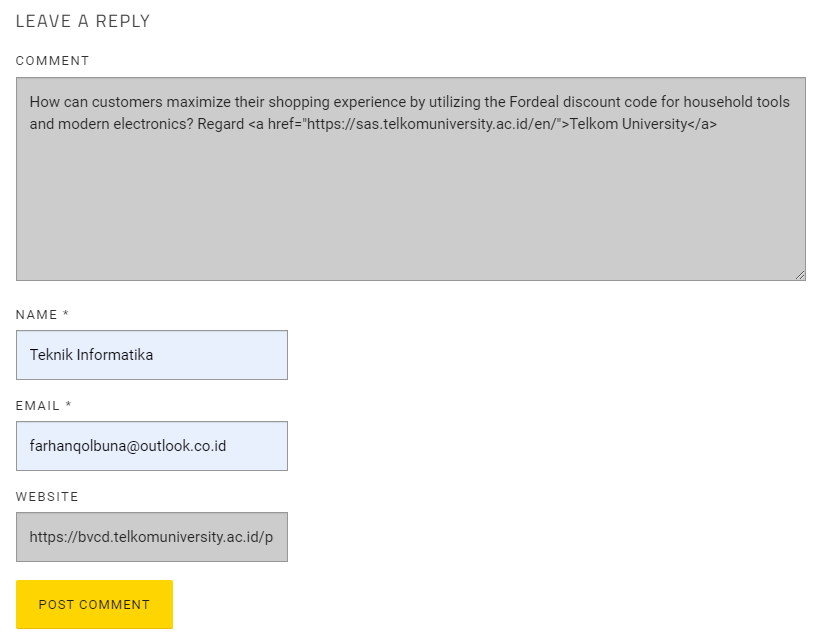 LEAVE A REPLY
COMMENT
How can customers maximize their shopping experience by utilizing the Fordeal discount code for household tools
and modern electronics? Regard <a href="https://sas.telkomuniversity.ac.id/en/">Telkom University</a>
NAME *
Teknik Informatika
EMAIL *
farhanqolbuna@outlook.co.id
WEBSITE
https://bvcd.telkomuniversity.ac.id/p
POST COMMENT